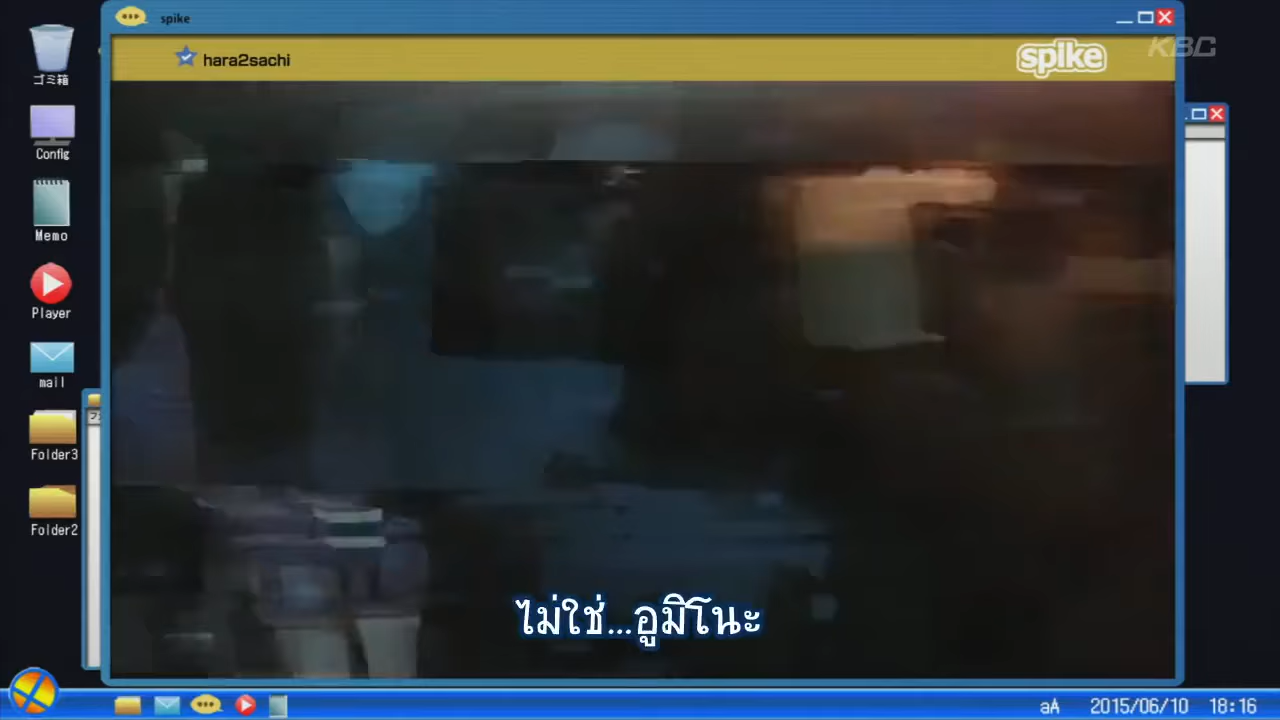 spike
hara2sachi
spike
KBC
ゴミ箱
Config
Memo
Player
mail
Folder3
Folder2
ไม่ใช่...อูมิโนะ
aA 2015/06/10 18:16